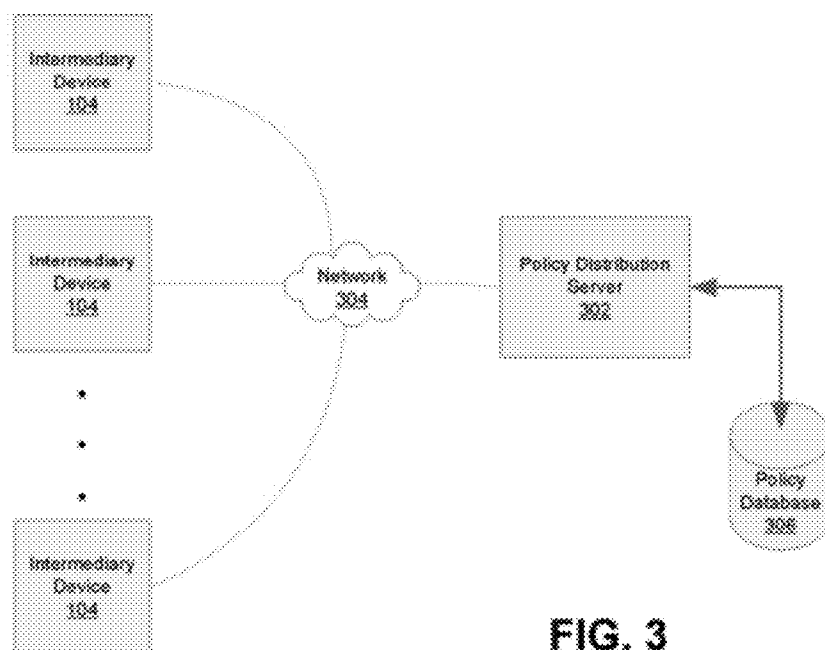 Intermediary
Device
104
Intermediary
Device
104
Network
304
Policy Distribution
Server
302
Policy
Database
306
Intermediary
Device
104
FIG. 3